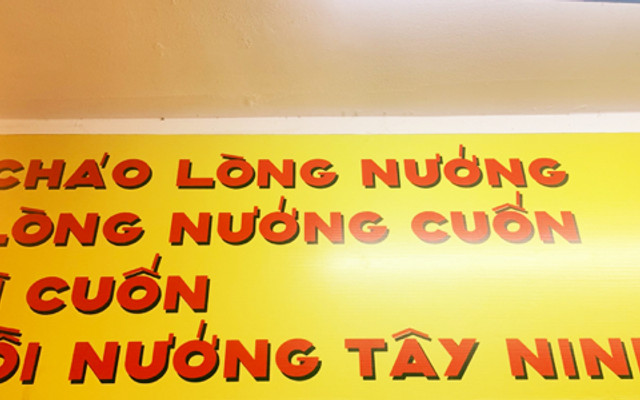 CHÁO LÒNG NƯỚNG
LÒNG NƯỚNG CUỐN
CUỐN
NƯỚNG TÂY